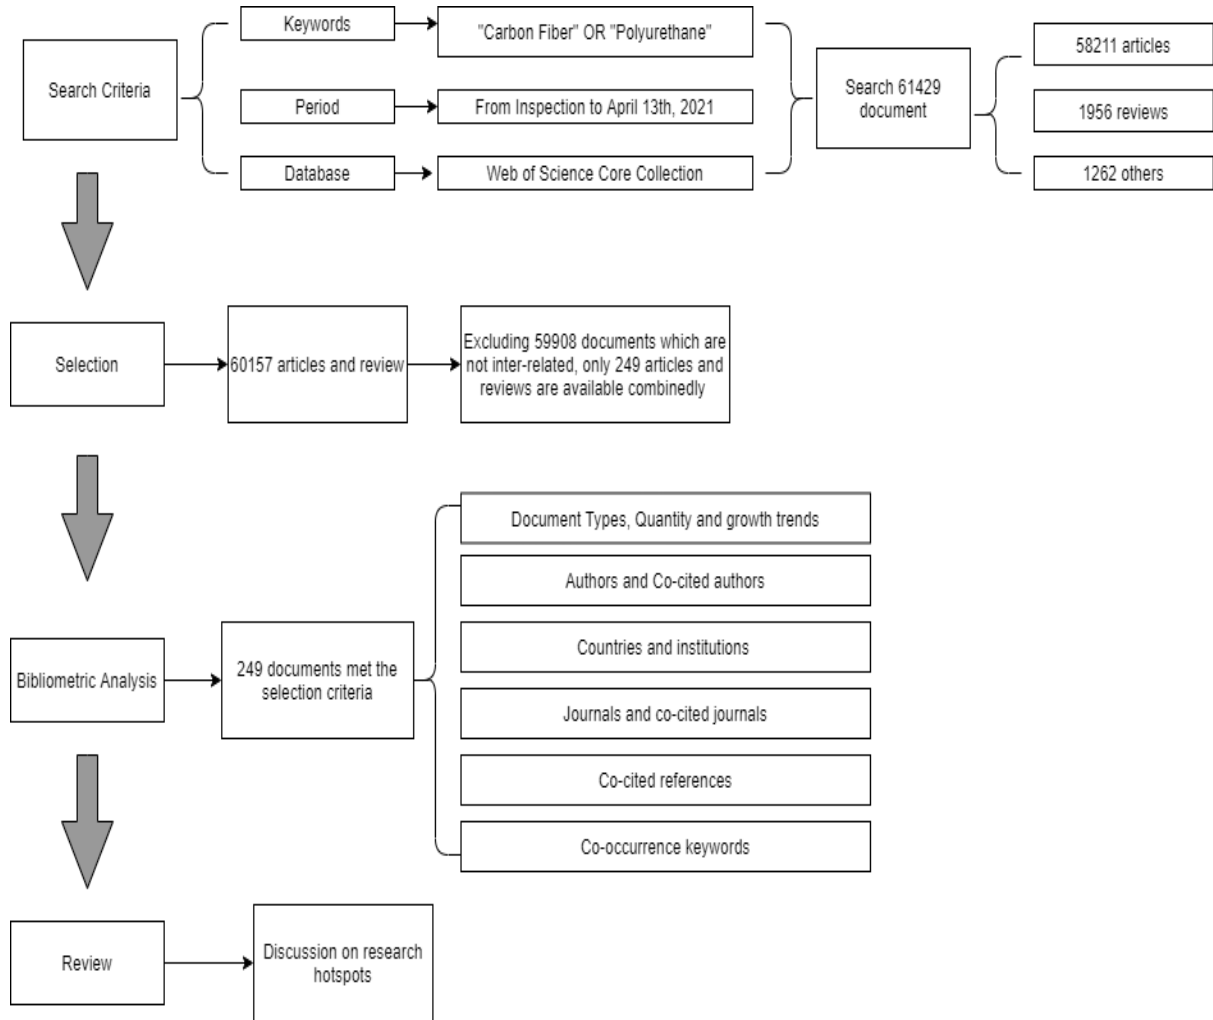 Search Criteria
Keywords
"Carbon Fiber" OR "Polyurethane"
Period
From Inspection to April 13th, 2021
Database
Web of Science Core Collection
Search 61429
document
58211 articles
1956 reviews
1262 others
Selection
60157 articles and review
Excluding 59908 documents which are
not inter-related, only 249 articles and
reviews are available combinedly
Bibliometric Analysis
249 documents met the
selection criteria
Document Types, Quantity and growth trends
Authors and Co-cited authors
Countries and institutions
Journals and co-cited journals
Co-cited references
Co-occurrence keywords
Review
Discussion on research
hotspots